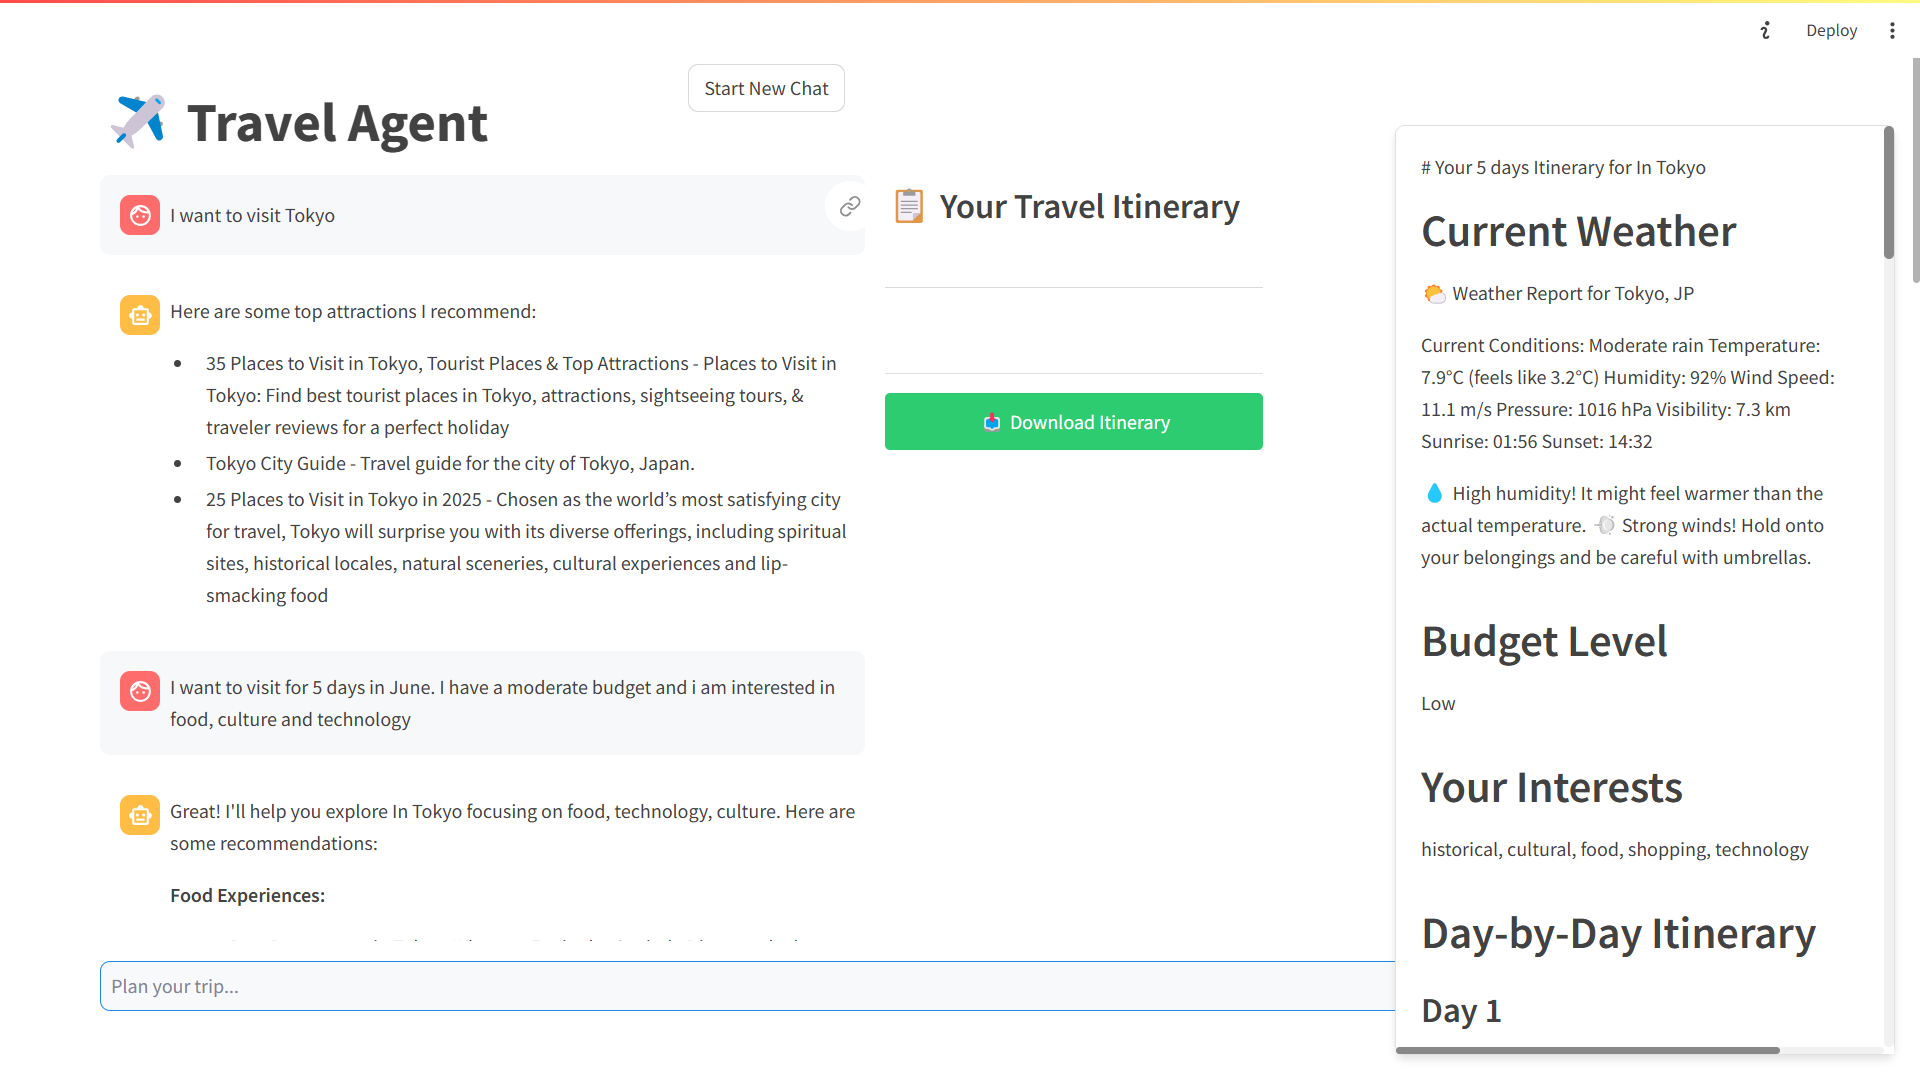 Deploy
Start New Chat
Travel Agent
I want to visit Tokyo
Here are some top attractions I recommend:
35 Places to Visit in Tokyo, Tourist Places & Top Attractions - Places to Visit in
Tokyo: Find best tourist places in Tokyo, attractions, sightseeing tours, &
traveler reviews for a perfect holiday
Tokyo City Guide - Travel guide for the city of Tokyo, Japan.
25 Places to Visit in Tokyo in 2025 - Chosen as the world’s most satisfying city
for travel, Tokyo will surprise you with its diverse offerings, including spiritual
sites, historical locales, natural sceneries, cultural experiences and lip-
smacking food
I want to visit for 5 days in June. I have a moderate budget and i am interested in
food, culture and technology
Great! I'll help you explore In Tokyo focusing on food, technology, culture. Here are
some recommendations:
Food Experiences:
Plan your trip...
Your Travel Itinerary
Download Itinerary
# Your 5 days Itinerary for In Tokyo
Current Weather
Weather Report for Tokyo, JP
Current Conditions: Moderate rain Temperature:
7.9°C (feels like 3.2°C) Humidity: 92% Wind Speed:
11.1 m/s Pressure: 1016 hPa Visibility: 7.3 km
Sunrise: 01:56 Sunset: 14:32
High humidity! It might feel warmer than the
actual temperature. Strong winds! Hold onto
your belongings and be careful with umbrellas.
Budget Level
Low
Your Interests
historical, cultural, food, shopping, technology
Day-by-Day Itinerary
Day 1